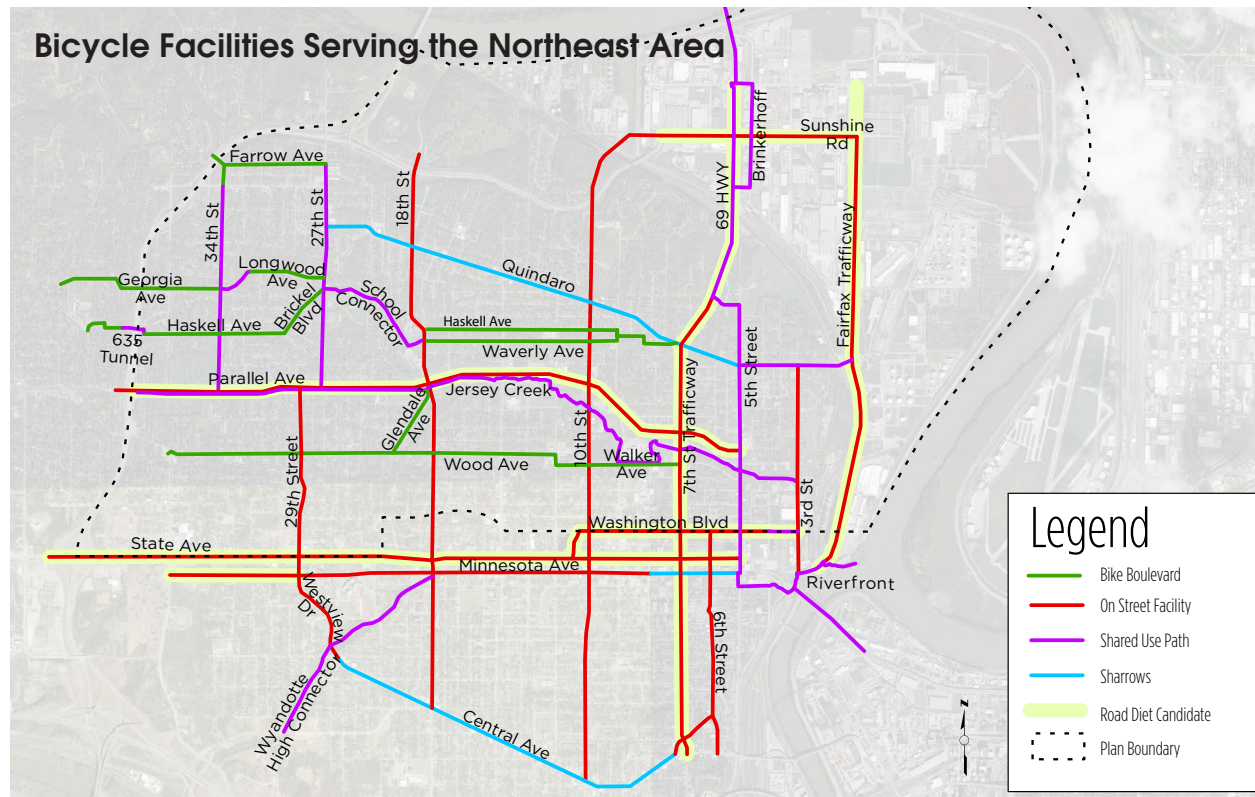 Bicycle Facilities Serving the Northeast Area
Farrow Ave
34th St
27th St
18th St
Longwood
Ave
Georgia
Ave
Brickel
Blvd
School
Connector
Haskell Ave
635
Tunnel
Quindaro
Haskell Ave
Waverly Ave
69 HWY
Brinkerhoff
Sunshine
Rd
Fairfax Trafficway
5th Street
Parallel Ave
Jersey Creek
Glendale
Ave
10th St
7th St Trafficway
Walker
Ave
Wood Ave
29th Street
3rd St
Washington Blvd
State Ave
Minnesota Ave
Riverfront
Westview
Dr
6th Street
Wyandotte
High Connector
Central Ave
z
Legend
Bike Boulevard
On Street Facility
Shared Use Path
Sharrows
Road Diet Candidate
Plan Boundary